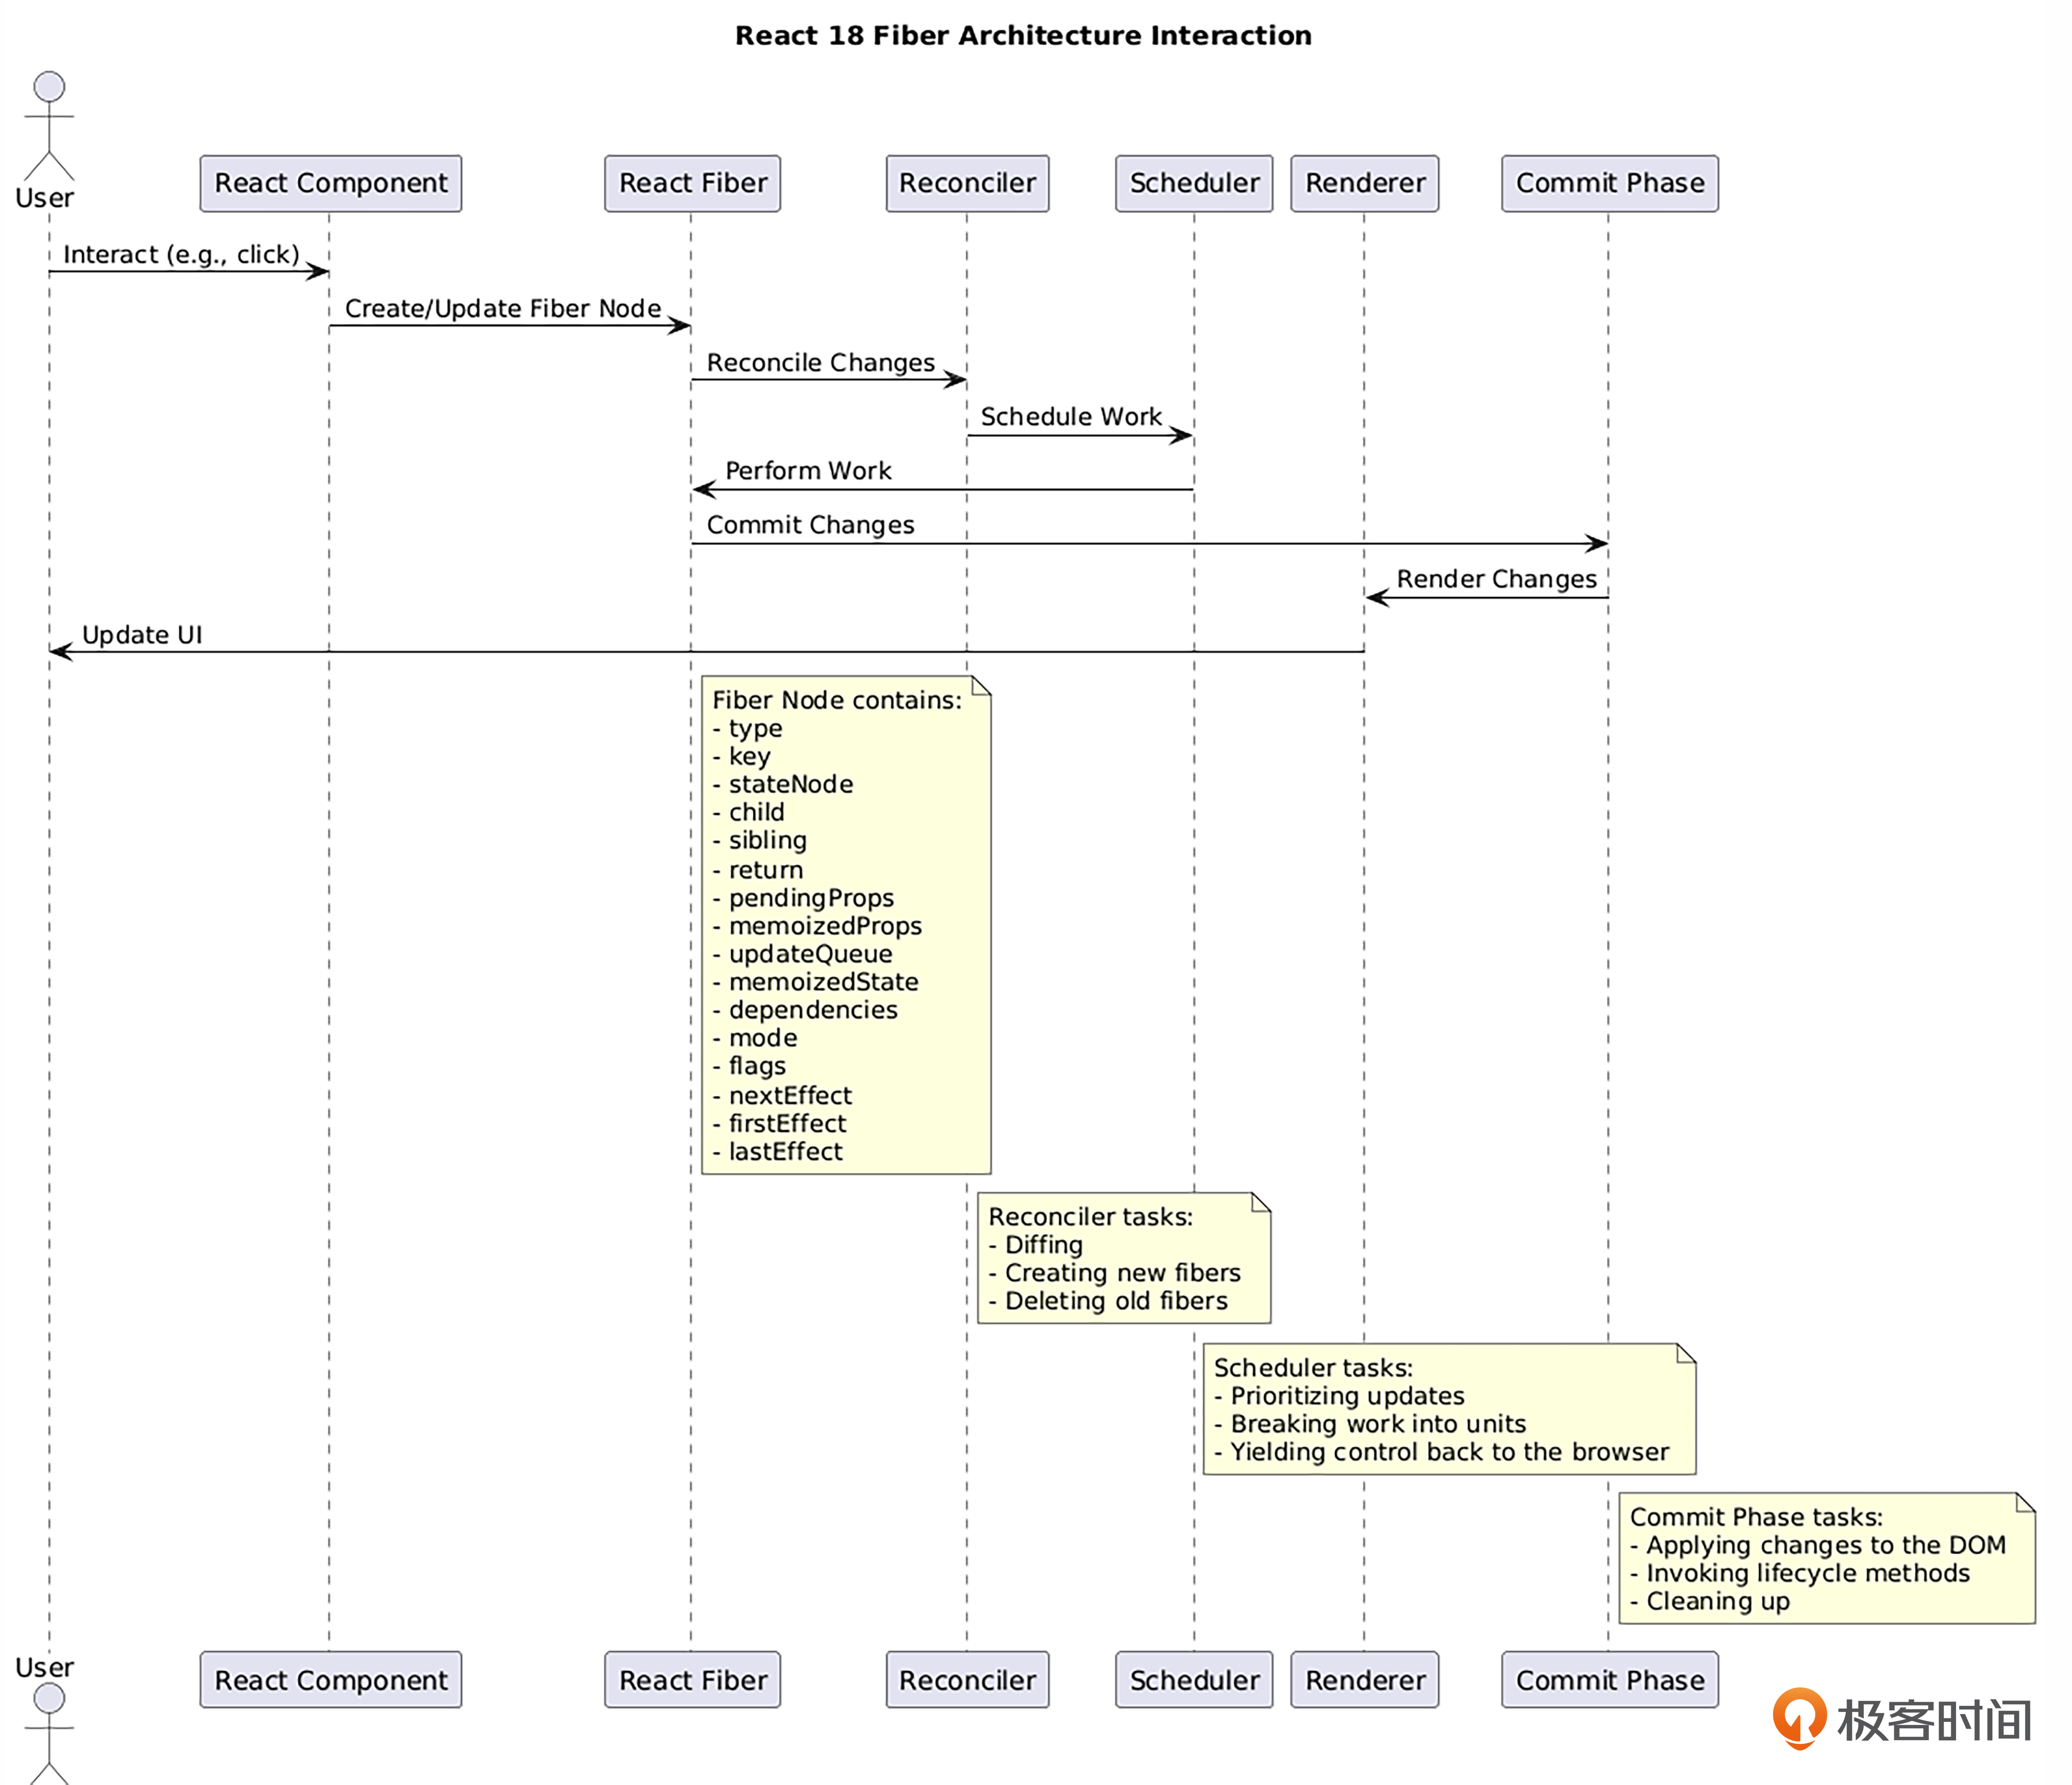 React 18 Fiber Architecture Interaction
User
React Component
React Fiber
Reconciler
Scheduler
Renderer
Commit Phase
Interact (e.g., click)
Create/Update Fiber Node
Reconcile Changes
Schedule Work
Perform Work
Commit Changes
Render Changes
Update UI
Fiber Node contains:
- type
- key
- stateNode
- child
- sibling
- return
- pendingProps
- memoizedProps
- updateQueue
- memoizedState
- dependencies
- mode
- flags
- nextEffect
- firstEffect
- lastEffect
Reconciler tasks:
- Diffing
- Creating new fibers
- Deleting old fibers
Scheduler tasks:
- Prioritizing updates
- Breaking work into units
- Yielding control back to the browser
Commit Phase tasks:
- Applying changes to the DOM
- Invoking lifecycle methods
- Cleaning up
User
React Component
React Fiber
Reconciler
Scheduler
Renderer
Commit Phase
极客时间